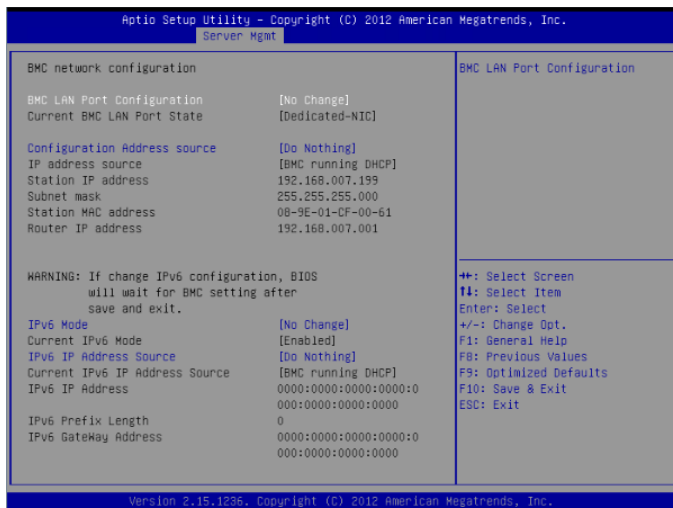 Aptio Setup Utility – Copyright (C) 2012 American Megatrends, Inc.
Server Mgmt
BMC network configuration
BMC LAN Port Configuration [No Change]
Current BMC LAN Port State [Dedicated-NIC]
Configuration Address source [Do Nothing]
IP address source [BMC running DHCP]
Station IP address 192.168.007.199
Subnet mask 255.255.255.000
Station MAC address 08-9E-01-CF-00-61
Router IP address 192.168.007.001
WARNING: If change IPv6 configuration, BIOS
will wait for BMC setting after
save and exit.
IPv6 Mode [No Change]
Current IPv6 Mode [Enabled]
IPv6 IP Address Source [Do Nothing]
Current IPv6 IP Address Source [BMC running DHCP]
IPv6 IP Address 0000:0000:0000:0000:0
000:0000:0000:0000
IPv6 Prefix Length 0
IPv6 GateWay Address 0000:0000:0000:0000:0
000:0000:0000:0000
BMC LAN Port Configuration
→←: Select Screen
↑↓: Select Item
Enter: Select
+/-: Change Opt.
F1: General Help
F8: Previous Values
F9: Optimized Defaults
F10: Save & Exit
ESC: Exit
Version 2.15.1236. Copyright (C) 2012 American Megatrends, Inc.